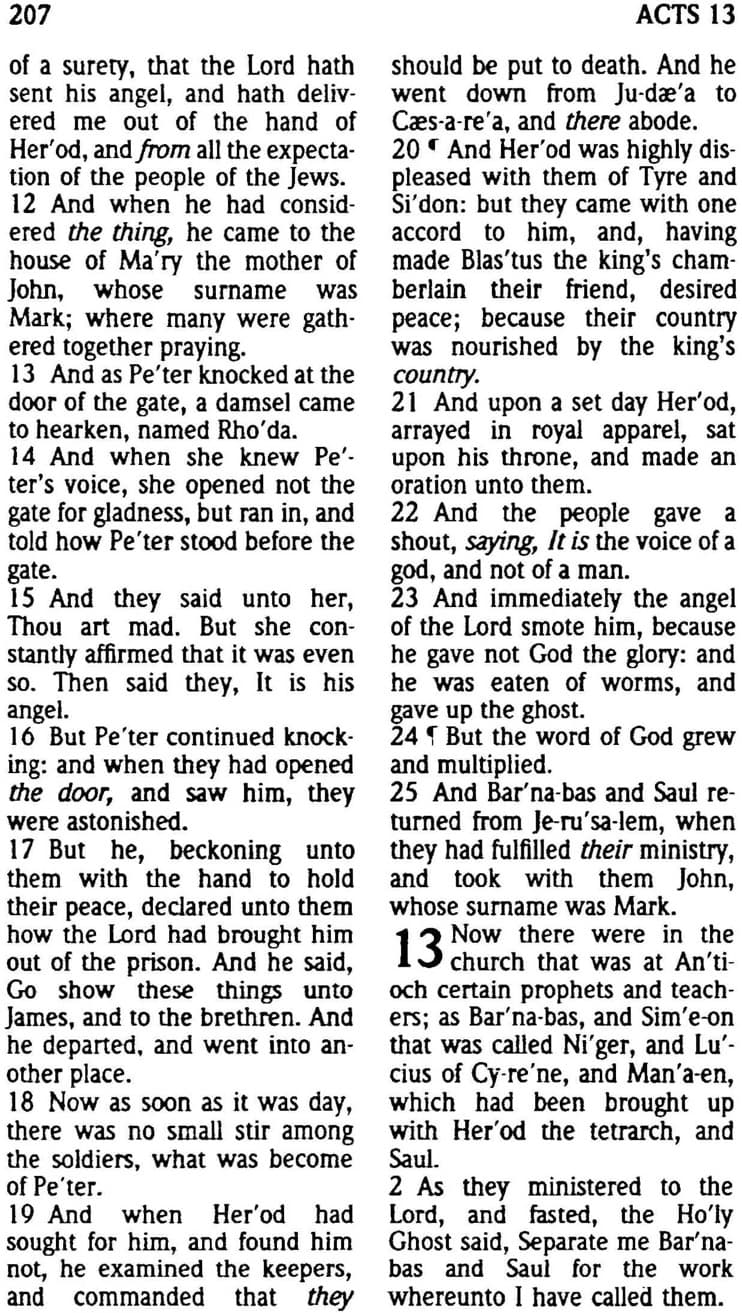 207
ACTS 13
of a surety, that the Lord hath
sent his angel, and hath deliv-
ered me out of the hand of
Her′od, and from all the expecta-
tion of the people of the Jews.
12 And when he had consid-
ered the thing, he came to the
house of Ma′ry the mother of
John, whose surname was
Mark; where many were gath-
ered together praying.
13 And as Pe′ter knocked at the
door of the gate, a damsel came
to hearken, named Rho′da.
14 And when she knew Pe′-
ter's voice, she opened not the
gate for gladness, but ran in, and
told how Pe′ter stood before the
gate.
15 And they said unto her,
Thou art mad. But she con-
stantly affirmed that it was even
so. Then said they, It is his
angel.
16 But Pe′ter continued knock-
ing: and when they had opened
the door, and saw him, they
were astonished.
17 But he, beckoning unto
them with the hand to hold
their peace, declared unto them
how the Lord had brought him
out of the prison. And he said,
Go show these things unto
James, and to the brethren. And
he departed, and went into an-
other place.
18 Now as soon as it was day,
there was no small stir among
the soldiers, what was become
of Pe′ter.
19 And when Her′od had
sought for him, and found him
not, he examined the keepers,
and commanded that they
should be put to death. And he
went down from Ju-dæ′a to
Cæs-a-re′a, and there abode.
20 ¶ And Her′od was highly dis-
pleased with them of Tyre and
Si′don: but they came with one
accord to him, and, having
made Blas′tus the king's cham-
berlain their friend, desired
peace; because their country
was nourished by the king's
country.
21 And upon a set day Her′od,
arrayed in royal apparel, sat
upon his throne, and made an
oration unto them.
22 And the people gave a
shout, saying, It is the voice of a
god, and not of a man.
23 And immediately the angel
of the Lord smote him, because
he gave not God the glory: and
he was eaten of worms, and
gave up the ghost.
24 ¶ But the word of God grew
and multiplied.
25 And Bar′na-bas and Saul re-
turned from Je-ru′sa-lem, when
they had fulfilled their ministry,
and took with them John,
whose surname was Mark.
13 Now there were in the
church that was at An′ti-
och certain prophets and teach-
ers; as Bar′na-bas, and Sim′e-on
that was called Ni′ger, and Lu′-
cius of Cy-re′ne, and Man′a-en,
which had been brought up
with Her′od the tetrarch, and
Saul.
2 As they ministered to the
Lord, and fasted, the Ho′ly
Ghost said, Separate me Bar′na-
bas and Saul for the work
whereunto I have called them.